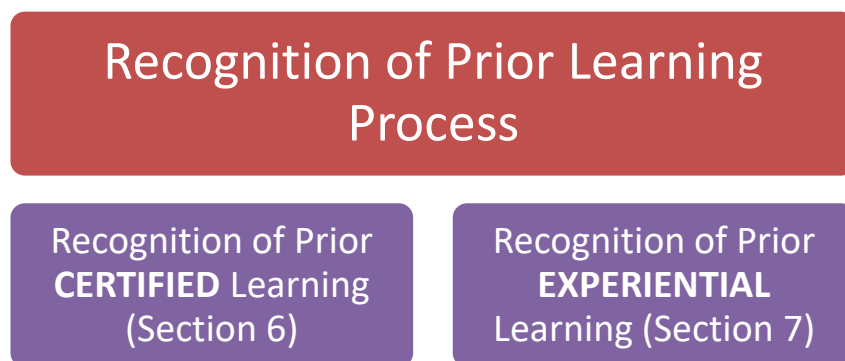 Recognition of Prior Learning
Process
Recognition of Prior
CERTIFIED Learning
(Section 6)
Recognition of Prior
EXPERIENTIAL
Learning (Section 7)